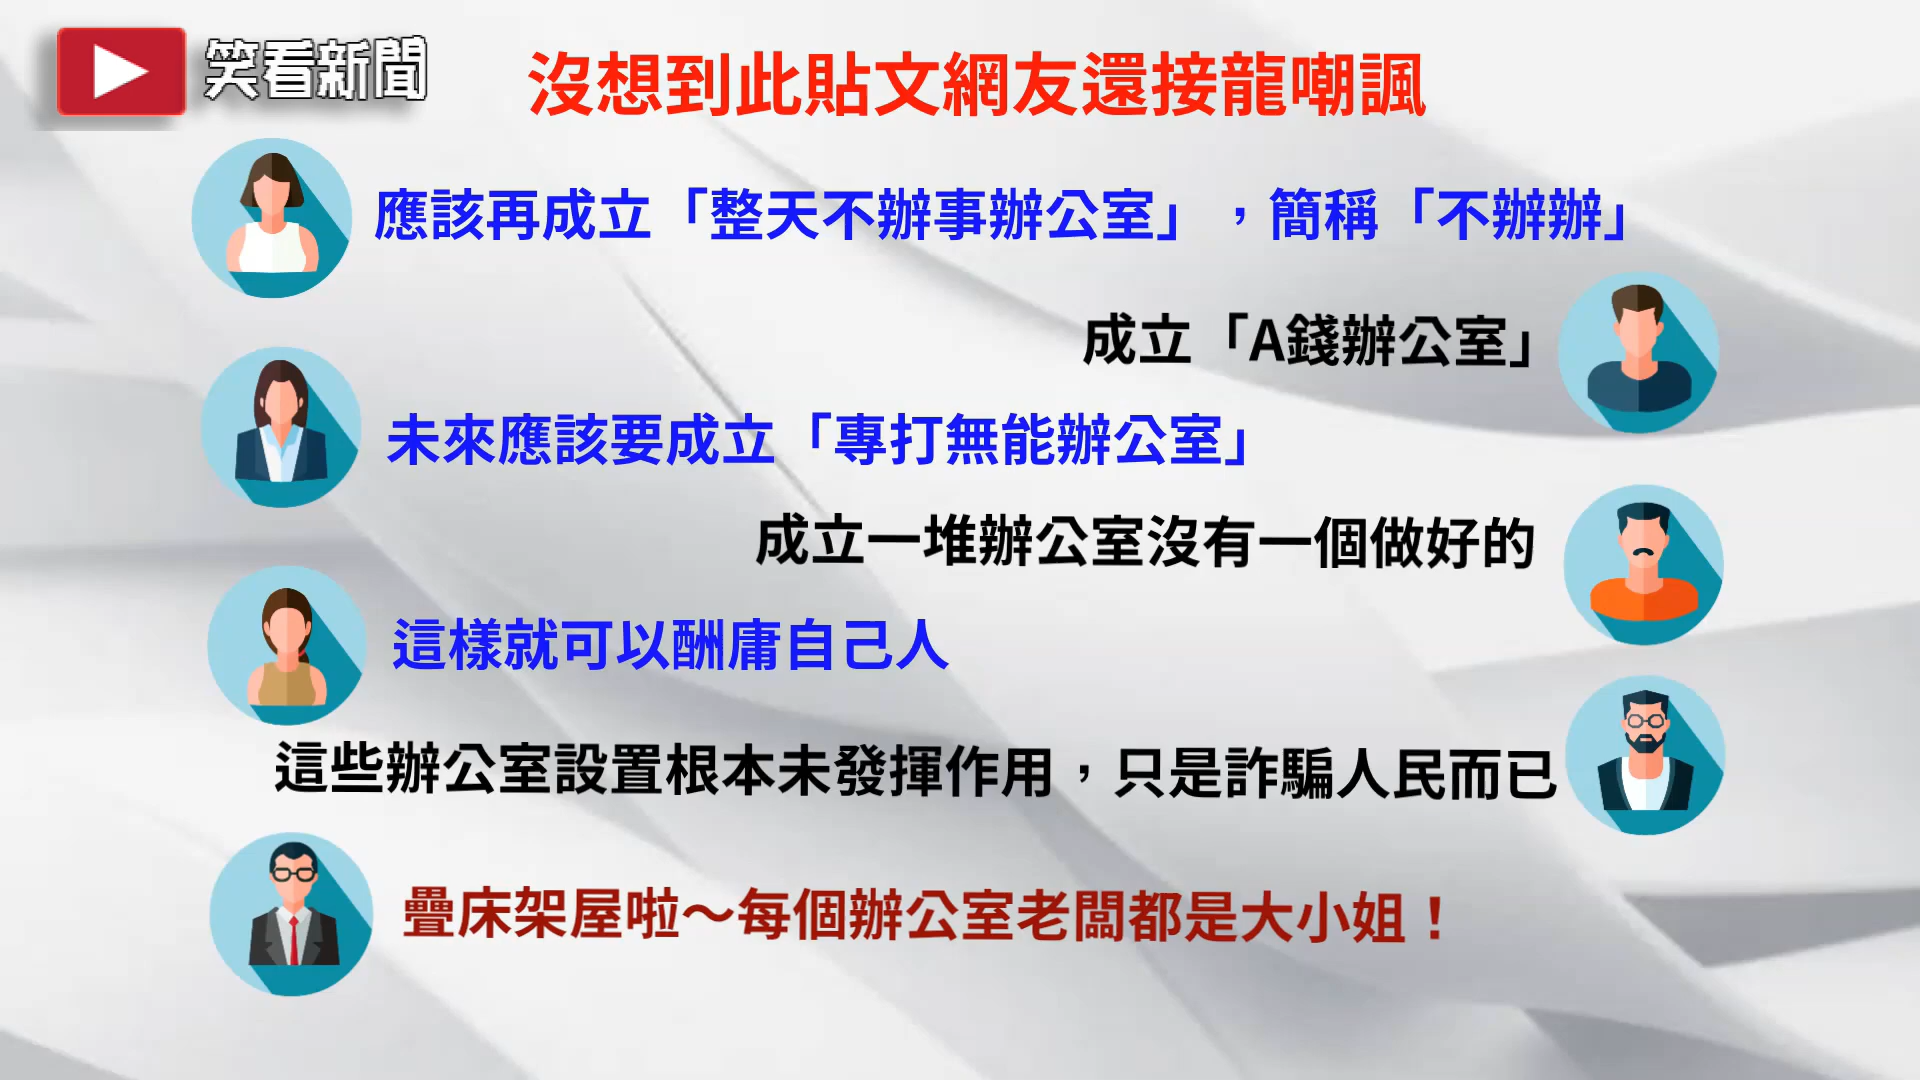 笑看新聞
沒想到此貼文網友還接龍嘲諷
應該再成立「整天不辦事辦公室」，簡稱「不辦辦」
成立「A錢辦公室」
未來應該要成立「專打無能辦公室」
成立一堆辦公室沒有一個做好的
這樣就可以酬庸自己人
這些辦公室設置根本未發揮作用，只是詐騙人民而已
疊床架屋啦～每個辦公室老闆都是大小姐！